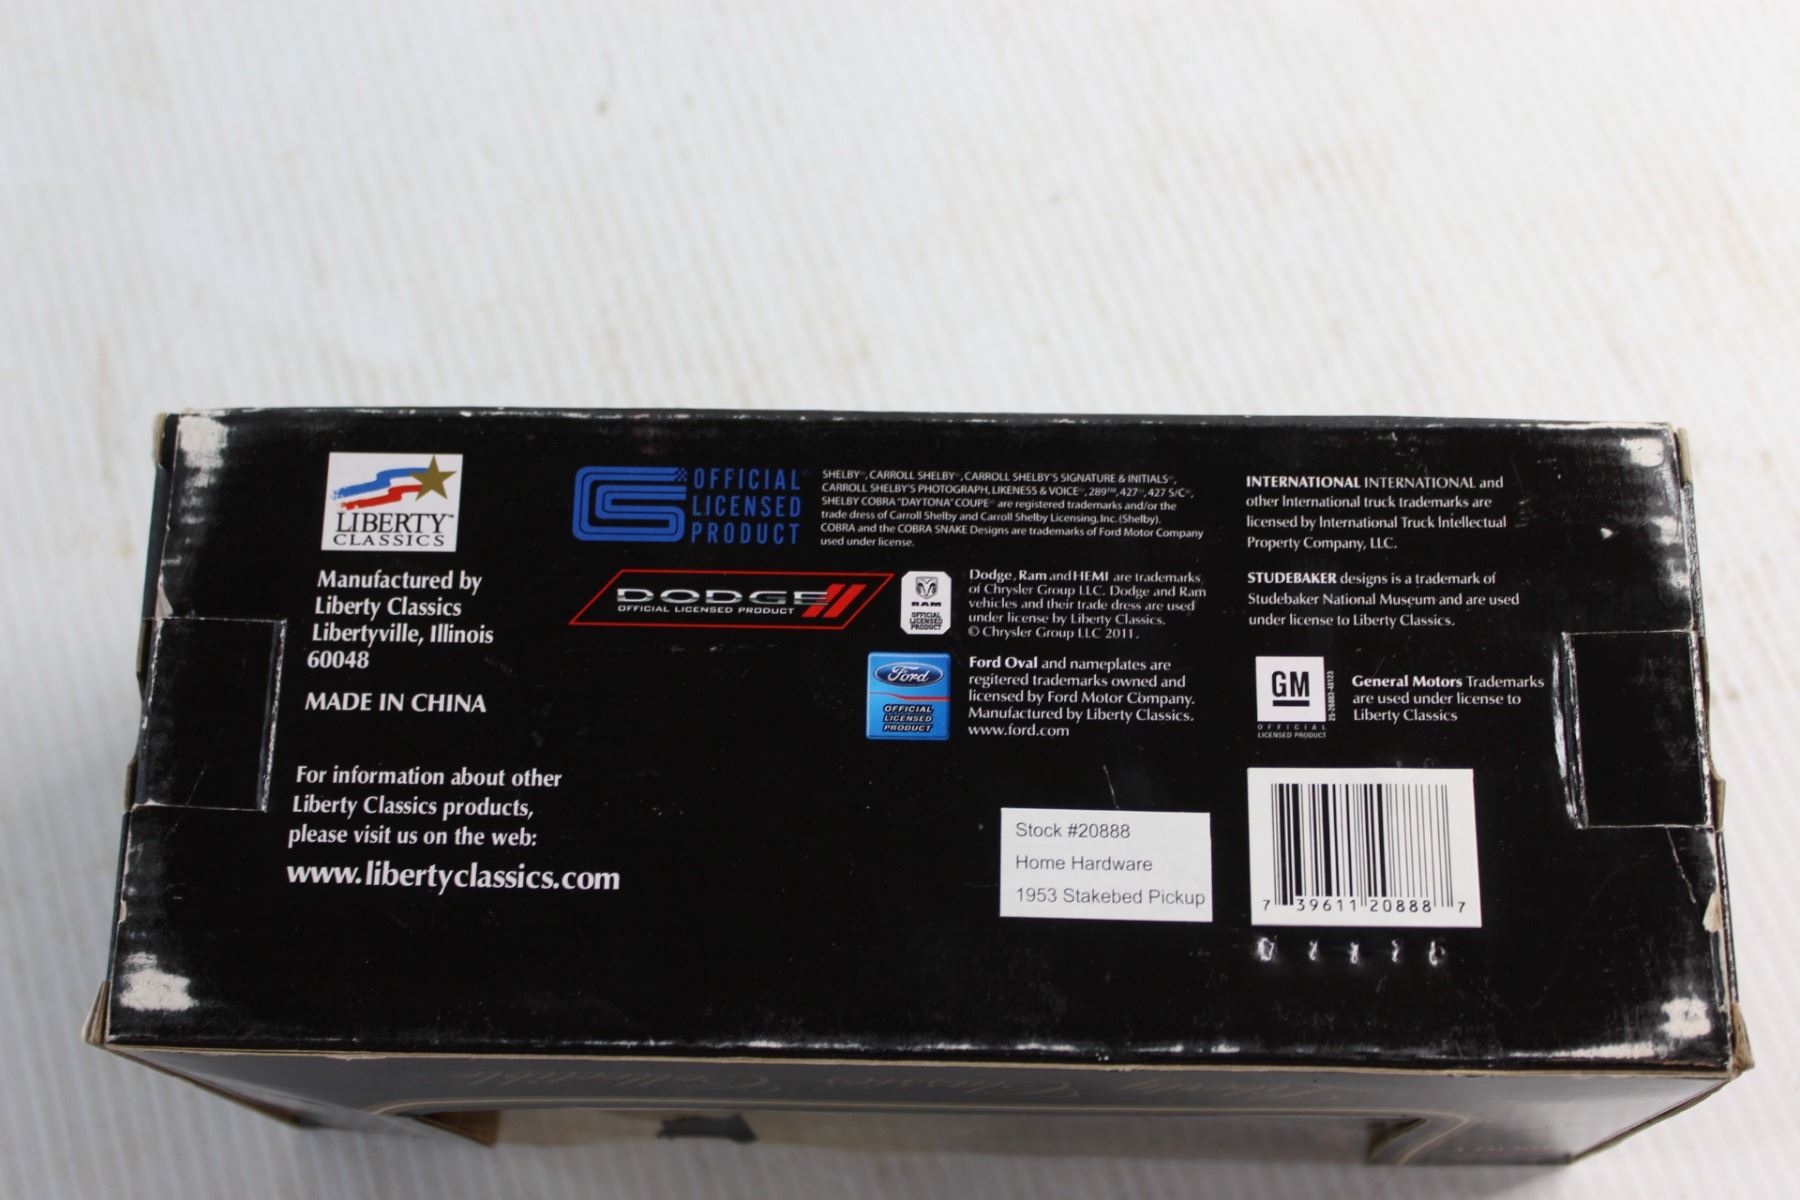 LIBERTY™
CLASSICS
Manufactured by
Liberty Classics
Libertyville, Illinois
60048
MADE IN CHINA
For information about other
Liberty Classics products,
please visit us on the web:
www.libertyclassics.com
OFFICIAL
LICENSED
PRODUCT
SHELBY, CARROLL SHELBY, CARROLL SHELBY'S SIGNATURE & INITIALS,
CARROLL SHELBY'S PHOTOGRAPH, LIKENESS & VOICE, 289™, 427, 427 S/C,
SHELBY COBRA "DAYTONA" COUPE are registered trademarks and/or the
trade dress of Carroll Shelby and Carroll Shelby Licensing, Inc. (Shelby).
COBRA and the COBRA SNAKE Designs are trademarks of Ford Motor Company
used under license.
DODGE
OFFICIAL LICENSED PRODUCT
RAM
OFFICIAL
LICENSED
PRODUCT
Dodge, Ram and HEMI are trademarks
of Chrysler Group LLC. Dodge and Ram
vehicles and their trade dress are used
under license by Liberty Classics.
© Chrysler Group LLC 2011.
Ford
OFFICIAL
LICENSED
PRODUCT
Ford Oval and nameplates are
regitered trademarks owned and
licensed by Ford Motor Company.
Manufactured by Liberty Classics.
www.ford.com
INTERNATIONAL INTERNATIONAL and
other International truck trademarks are
licensed by International Truck Intellectual
Property Company, LLC.
STUDEBAKER designs is a trademark of
Studebaker National Museum and are used
under license to Liberty Classics.
GM
OFFICIAL
LICENSED PRODUCT
General Motors Trademarks
are used under license to
Liberty Classics
Stock #20888
Home Hardware
1953 Stakebed Pickup
7 39611 20888 7
Liberty Classics Collectible